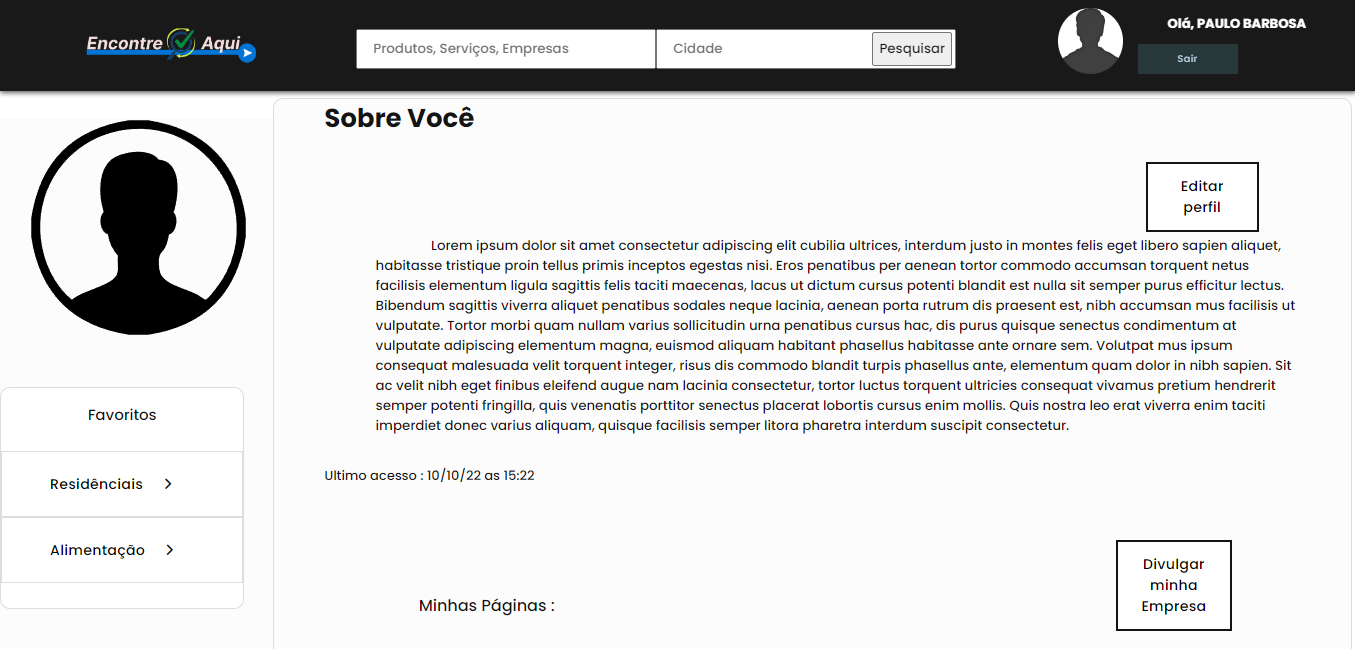 Encontre Aqui
Produtos, Serviços, Empresas
Cidade
Pesquisar
Olá, PAULO BARBOSA
Sair
Sobre Você
Editar
perfil
Lorem ipsum dolor sit amet consectetur adipiscing elit cubilia ultrices, interdum justo in montes felis eget libero sapien aliquet,
habitasse tristique proin tellus primis inceptos egestas nisi. Eros penatibus per aenean tortor commodo accumsan torquent netus
facilisis elementum ligula sagittis felis taciti maecenas, lacus ut dictum cursus potenti blandit est nulla sit semper purus efficitur lectus.
Bibendum sagittis viverra aliquet penatibus sodales neque lacinia, aenean porta rutrum dis praesent est, nibh accumsan mus facilisis ut
vulputate. Tortor morbi quam nullam varius sollicitudin urna penatibus cursus hac, dis purus quisque senectus condimentum at
vulputate adipiscing elementum magna, euismod aliquam habitant phasellus habitasse ante ornare sem. Volutpat mus ipsum
consequat malesuada velit torquent integer, risus dis commodo blandit turpis phasellus ante, elementum quam dolor in nibh sapien. Sit
ac velit nibh eget finibus eleifend augue nam lacinia consectetur, tortor luctus torquent ultricies consequat vivamus pretium hendrerit
semper potenti fringilla, quis venenatis porttitor senectus placerat lobortis cursus enim mollis. Quis nostra leo erat viverra enim taciti
imperdiet donec varius aliquam, quisque facilisis semper litora pharetra interdum suscipit consectetur.
Ultimo acesso : 10/10/22 as 15:22
Favoritos
Residênciais
Alimentação
Minhas Páginas :
Divulgar
minha
Empresa